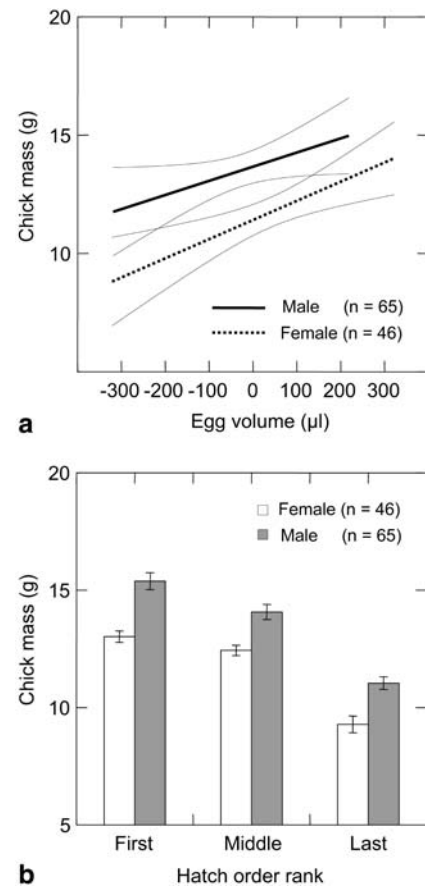 20
15
10
Chick mass (g)
Male (n = 65)
Female (n = 46)
-300 -200 -100 0 100 200 300
Egg volume (µl)
a
20
15
10
5
Chick mass (g)
Female (n = 46)
Male (n = 65)
First Middle Last
Hatch order rank
b